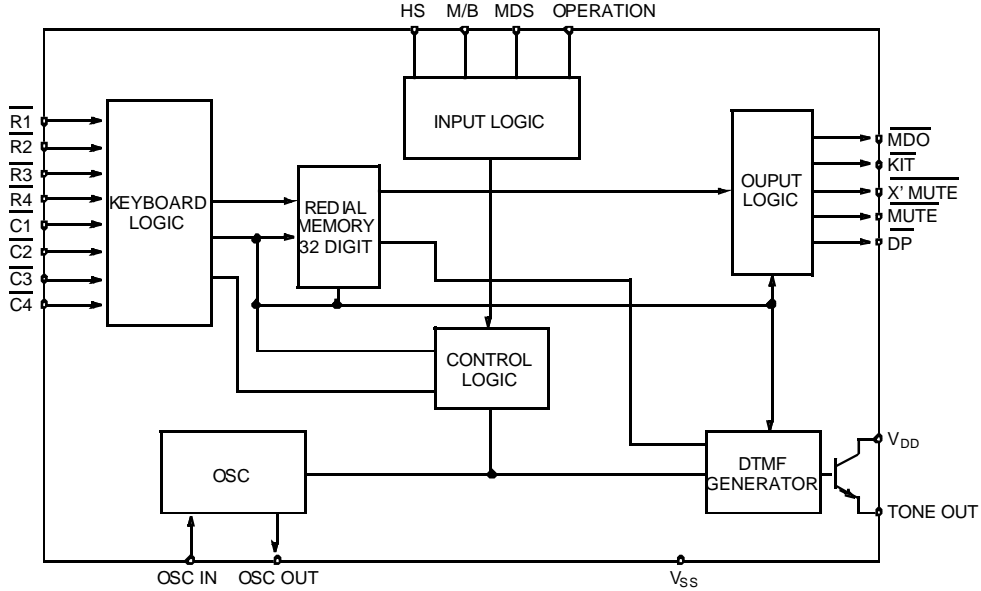 HS M/B MDS OPERATION
INPUT LOGIC
R1
R2
R3
R4
C1
C2
C3
C4
KEYBOARD
LOGIC
REDIAL
MEMORY
32 DIGIT
OUPUT
LOGIC
MDO
KIT
X' MUTE
MUTE
DP
CONTROL
LOGIC
OSC
DTMF
GENERATOR
VDD
TONE OUT
OSC IN OSC OUT
VSS